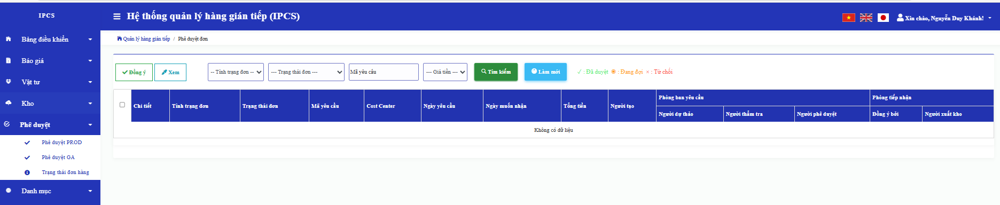 IPCS
Hệ thống quản lý hàng gián tiếp (IPCS)
Xin chào, Nguyễn Duy Khánh!
Bảng điều khiển
Báo giá
Vật tư
Kho
Phê duyệt
Phê duyệt PROD
Phê duyệt GA
Trạng thái đơn hàng
Danh mục
Quản lý hàng gián tiếp / Phê duyệt đơn
Đồng ý Xem -- Tình trạng đơn -- --- Trạng thái đơn --- Mã yêu cầu --- Giá tiền --- Tìm kiếm Làm mới ✓ : Đã duyệt : Đang đợi × : Từ chối
Chi tiết Tình trạng đơn Trạng thái đơn Mã yêu cầu Cost Center Ngày yêu cầu Ngày muốn nhận Tổng tiền Người tạo Phòng ban yêu cầu Phòng tiếp nhận
Người dự thảo Người thẩm tra Người phê duyệt Đồng ý bởi Người xuất kho
Không có dữ liệu